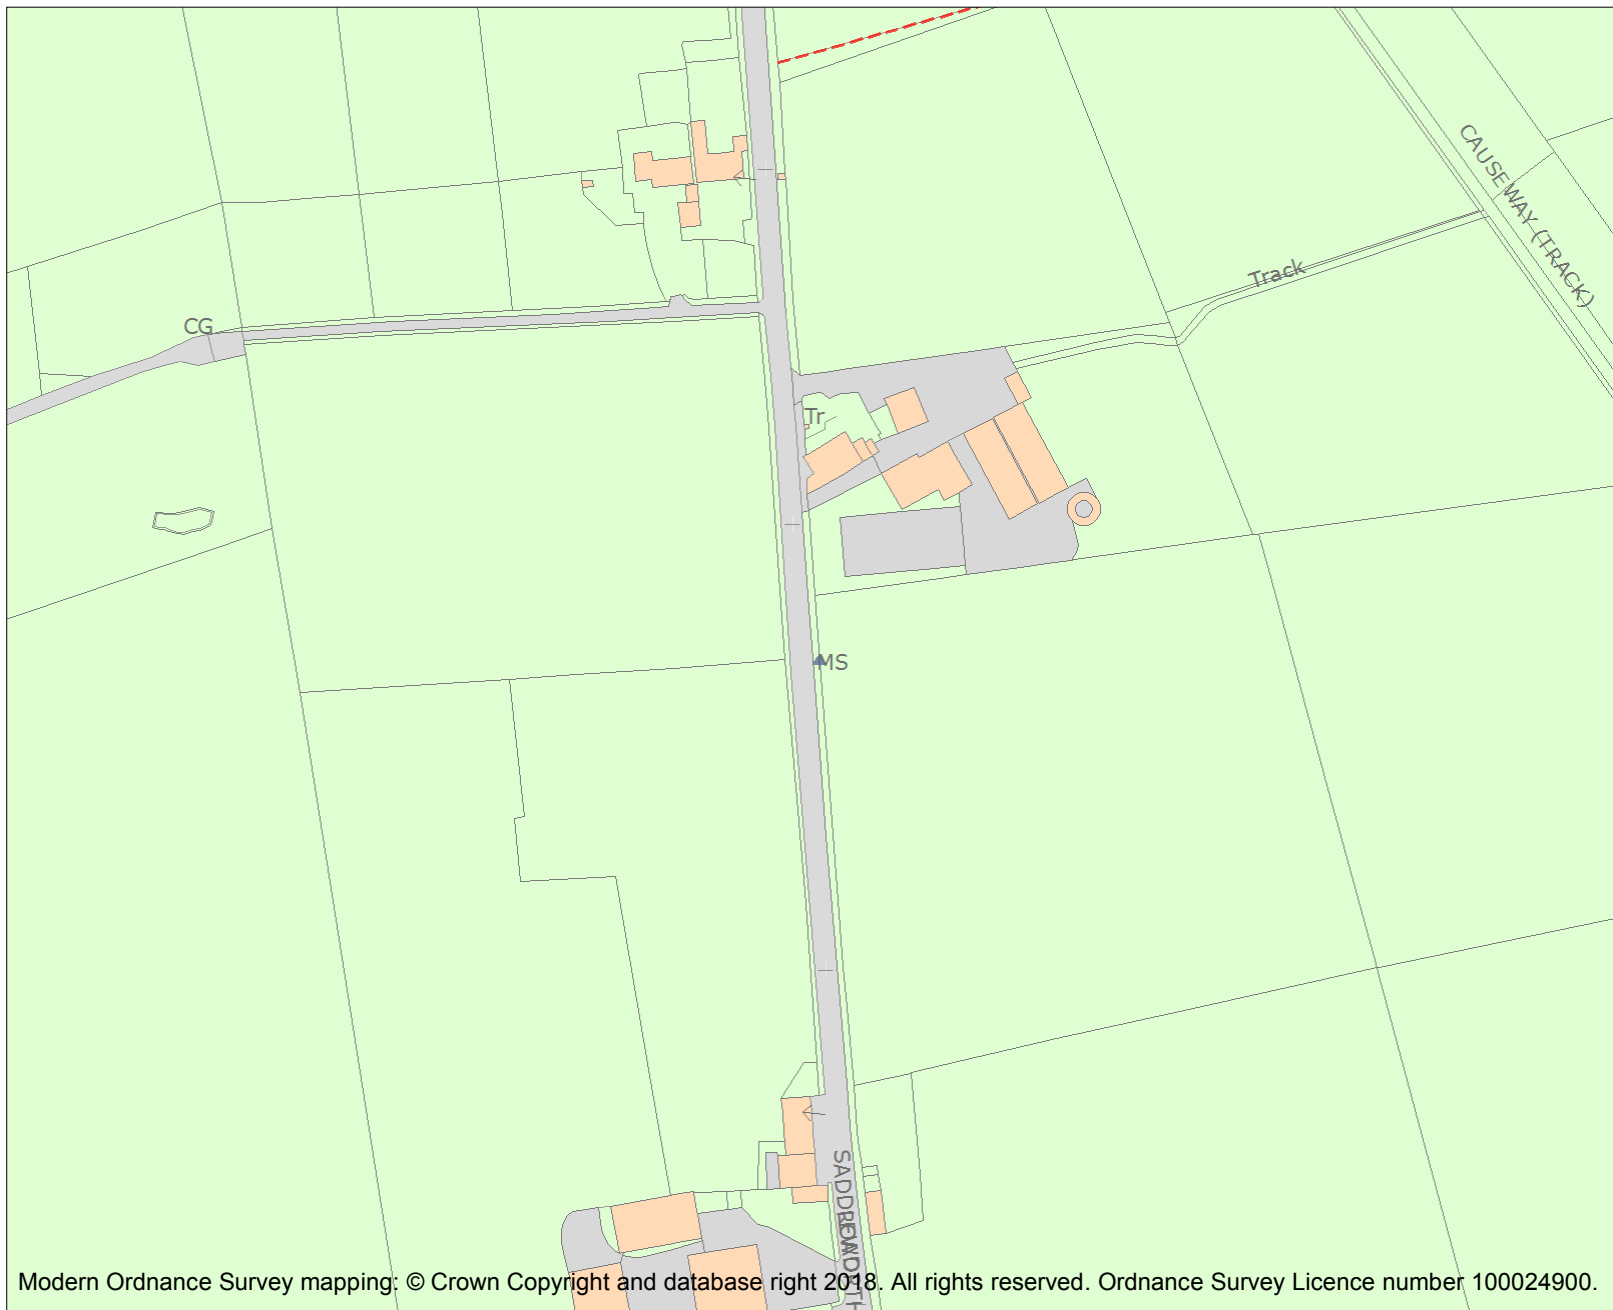 CAUSEWAY (TRACK)
Track
CG
Tr
MS
Modern Ordnance Survey mapping: © Crown Copyright and database right 2018. All rights reserved. Ordnance Survey Licence number 100024900.